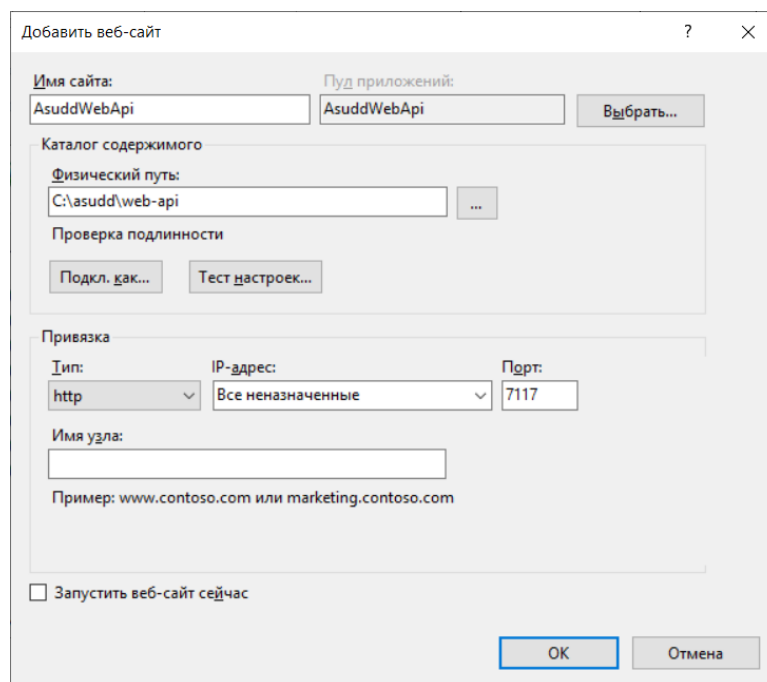 Добавить веб-сайт
Имя сайта: Пул приложений:
AsuddWebApi AsuddWebApi Выбрать...
Каталог содержимого
Физический путь:
C:\asudd\web-api ...
Проверка подлинности
Подкл. как... Тест настроек...
Привязка
Тип: IP-адрес: Порт:
http Все неназначенные 7117
Имя узла:
Пример: www.contoso.com или marketing.contoso.com
Запустить веб-сайт сейчас
OK Отмена